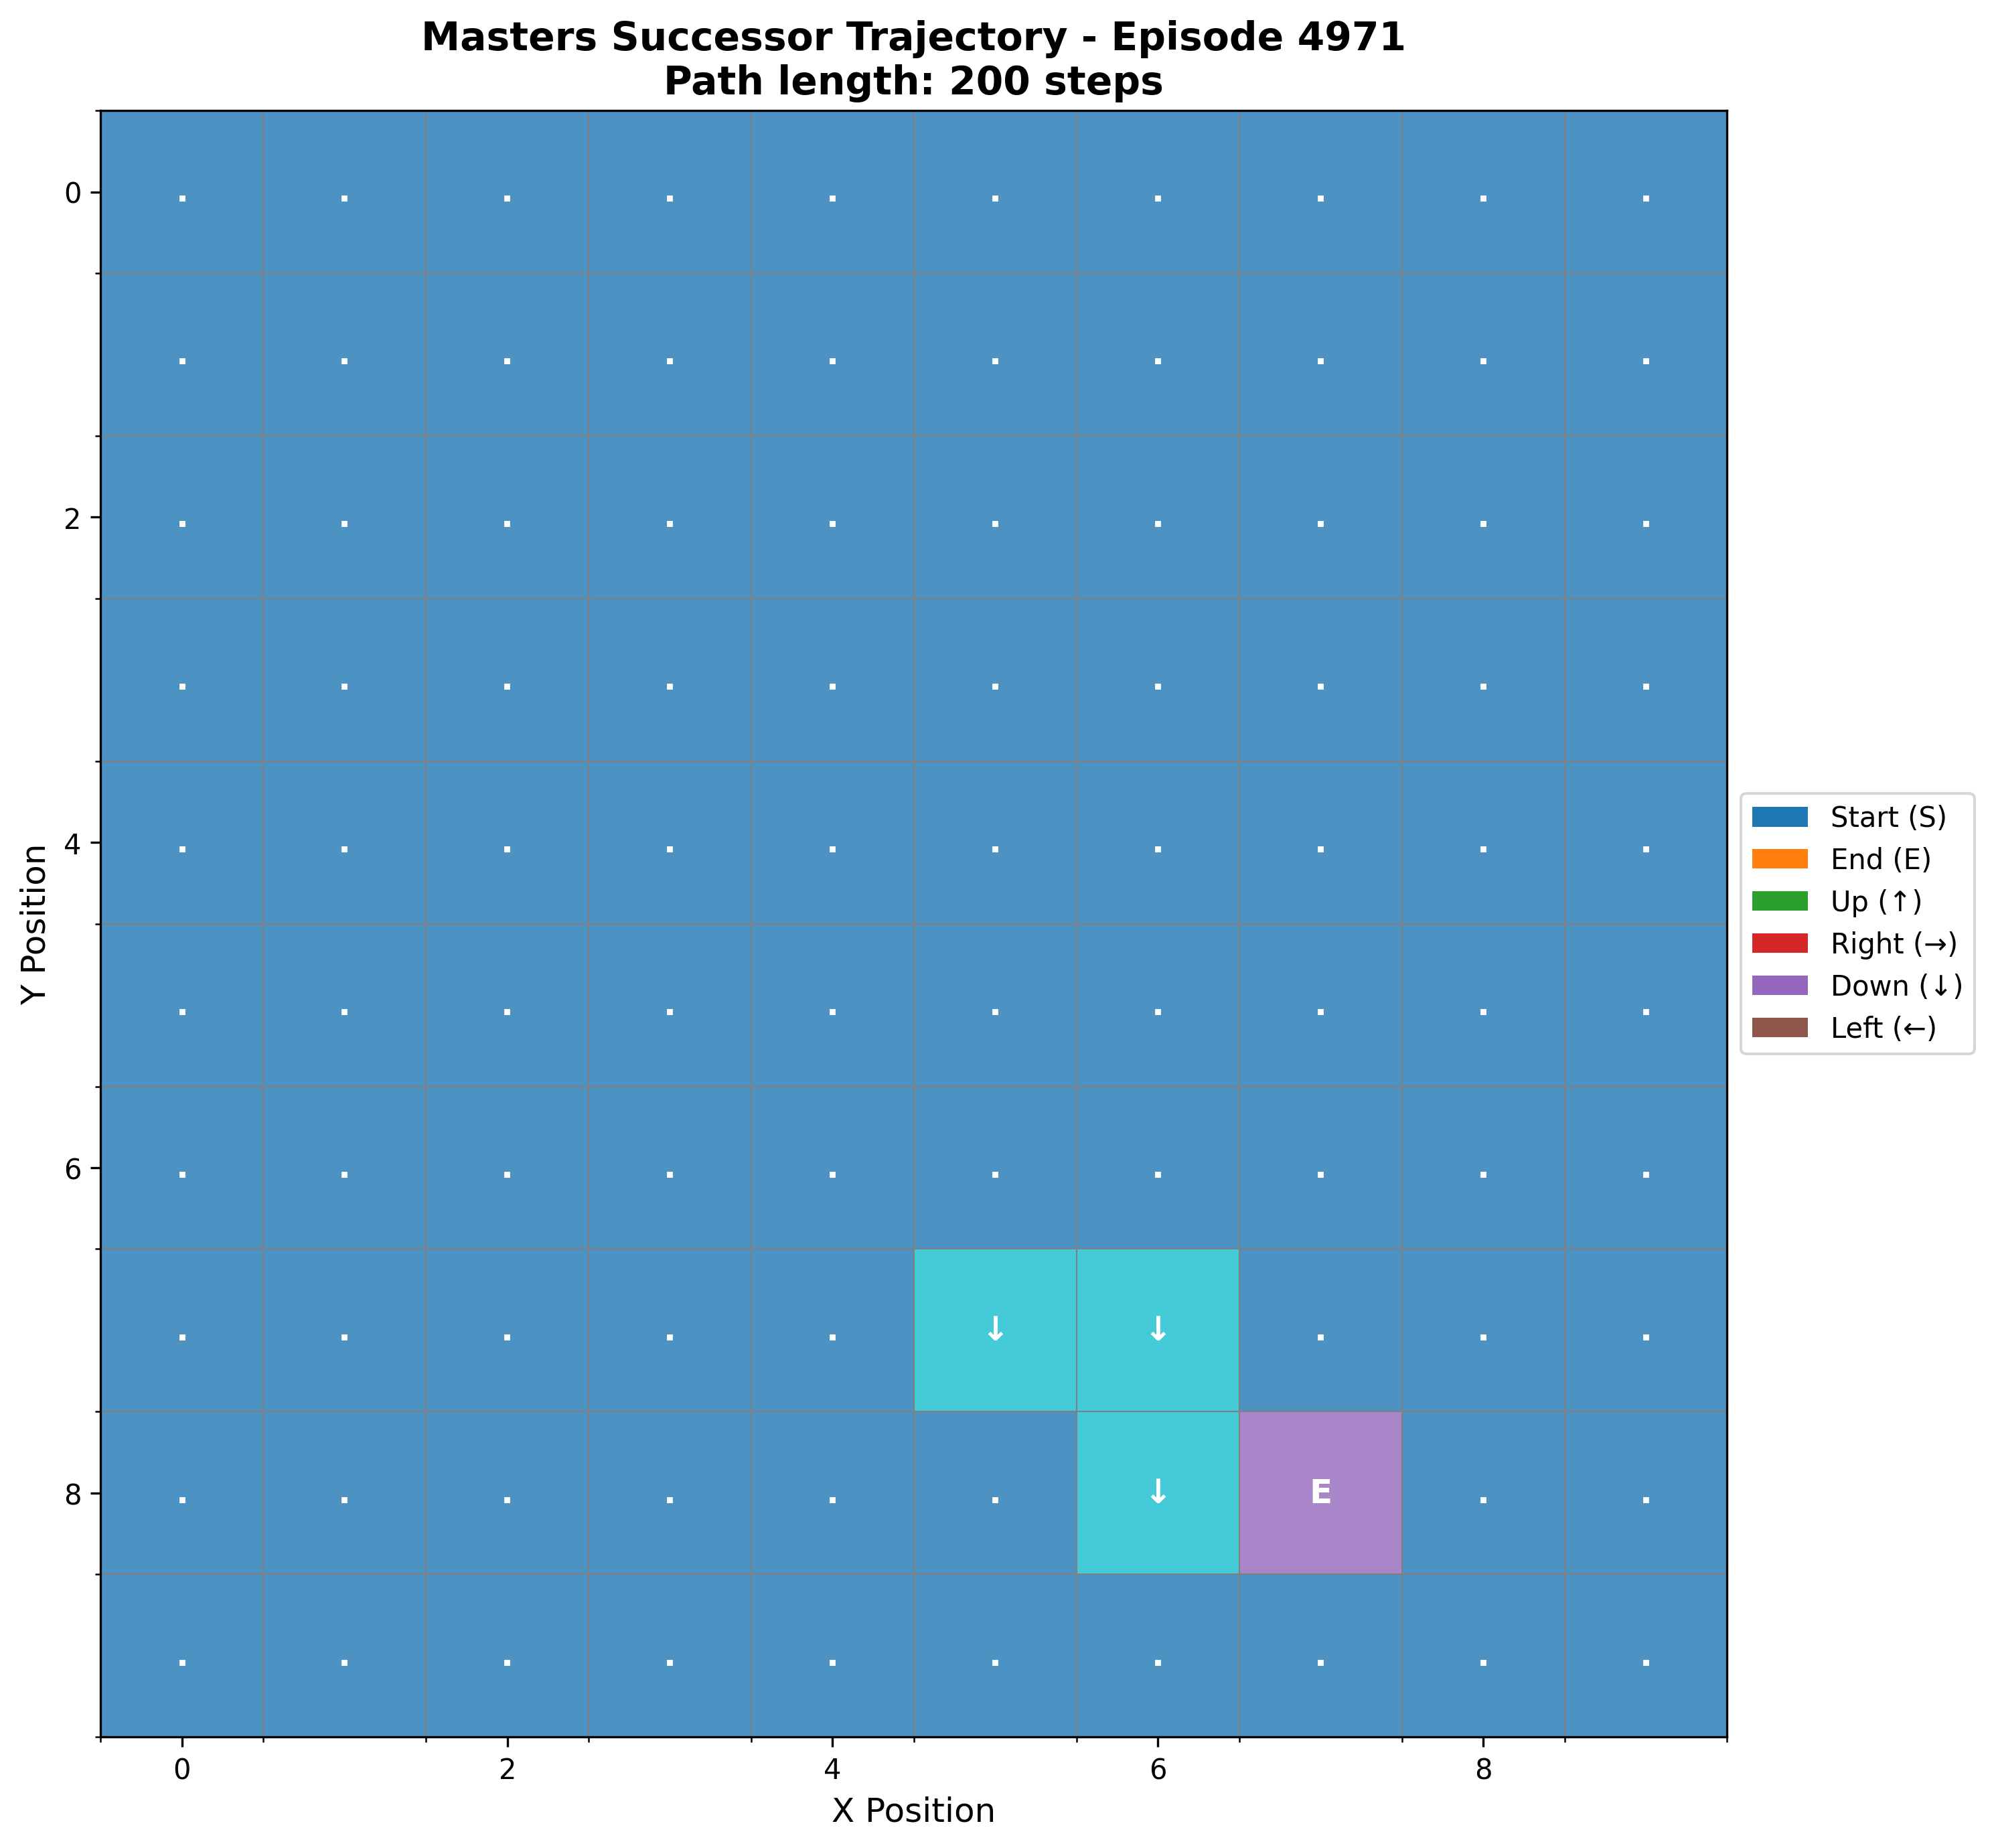 Masters Successor Trajectory - Episode 4971
Path length: 200 steps
0
2
4
6
8
Y Position
↓ ↓
↓ E
0 2 4 6 8
X Position
Start (S)
End (E)
Up (↑)
Right (→)
Down (↓)
Left (←)